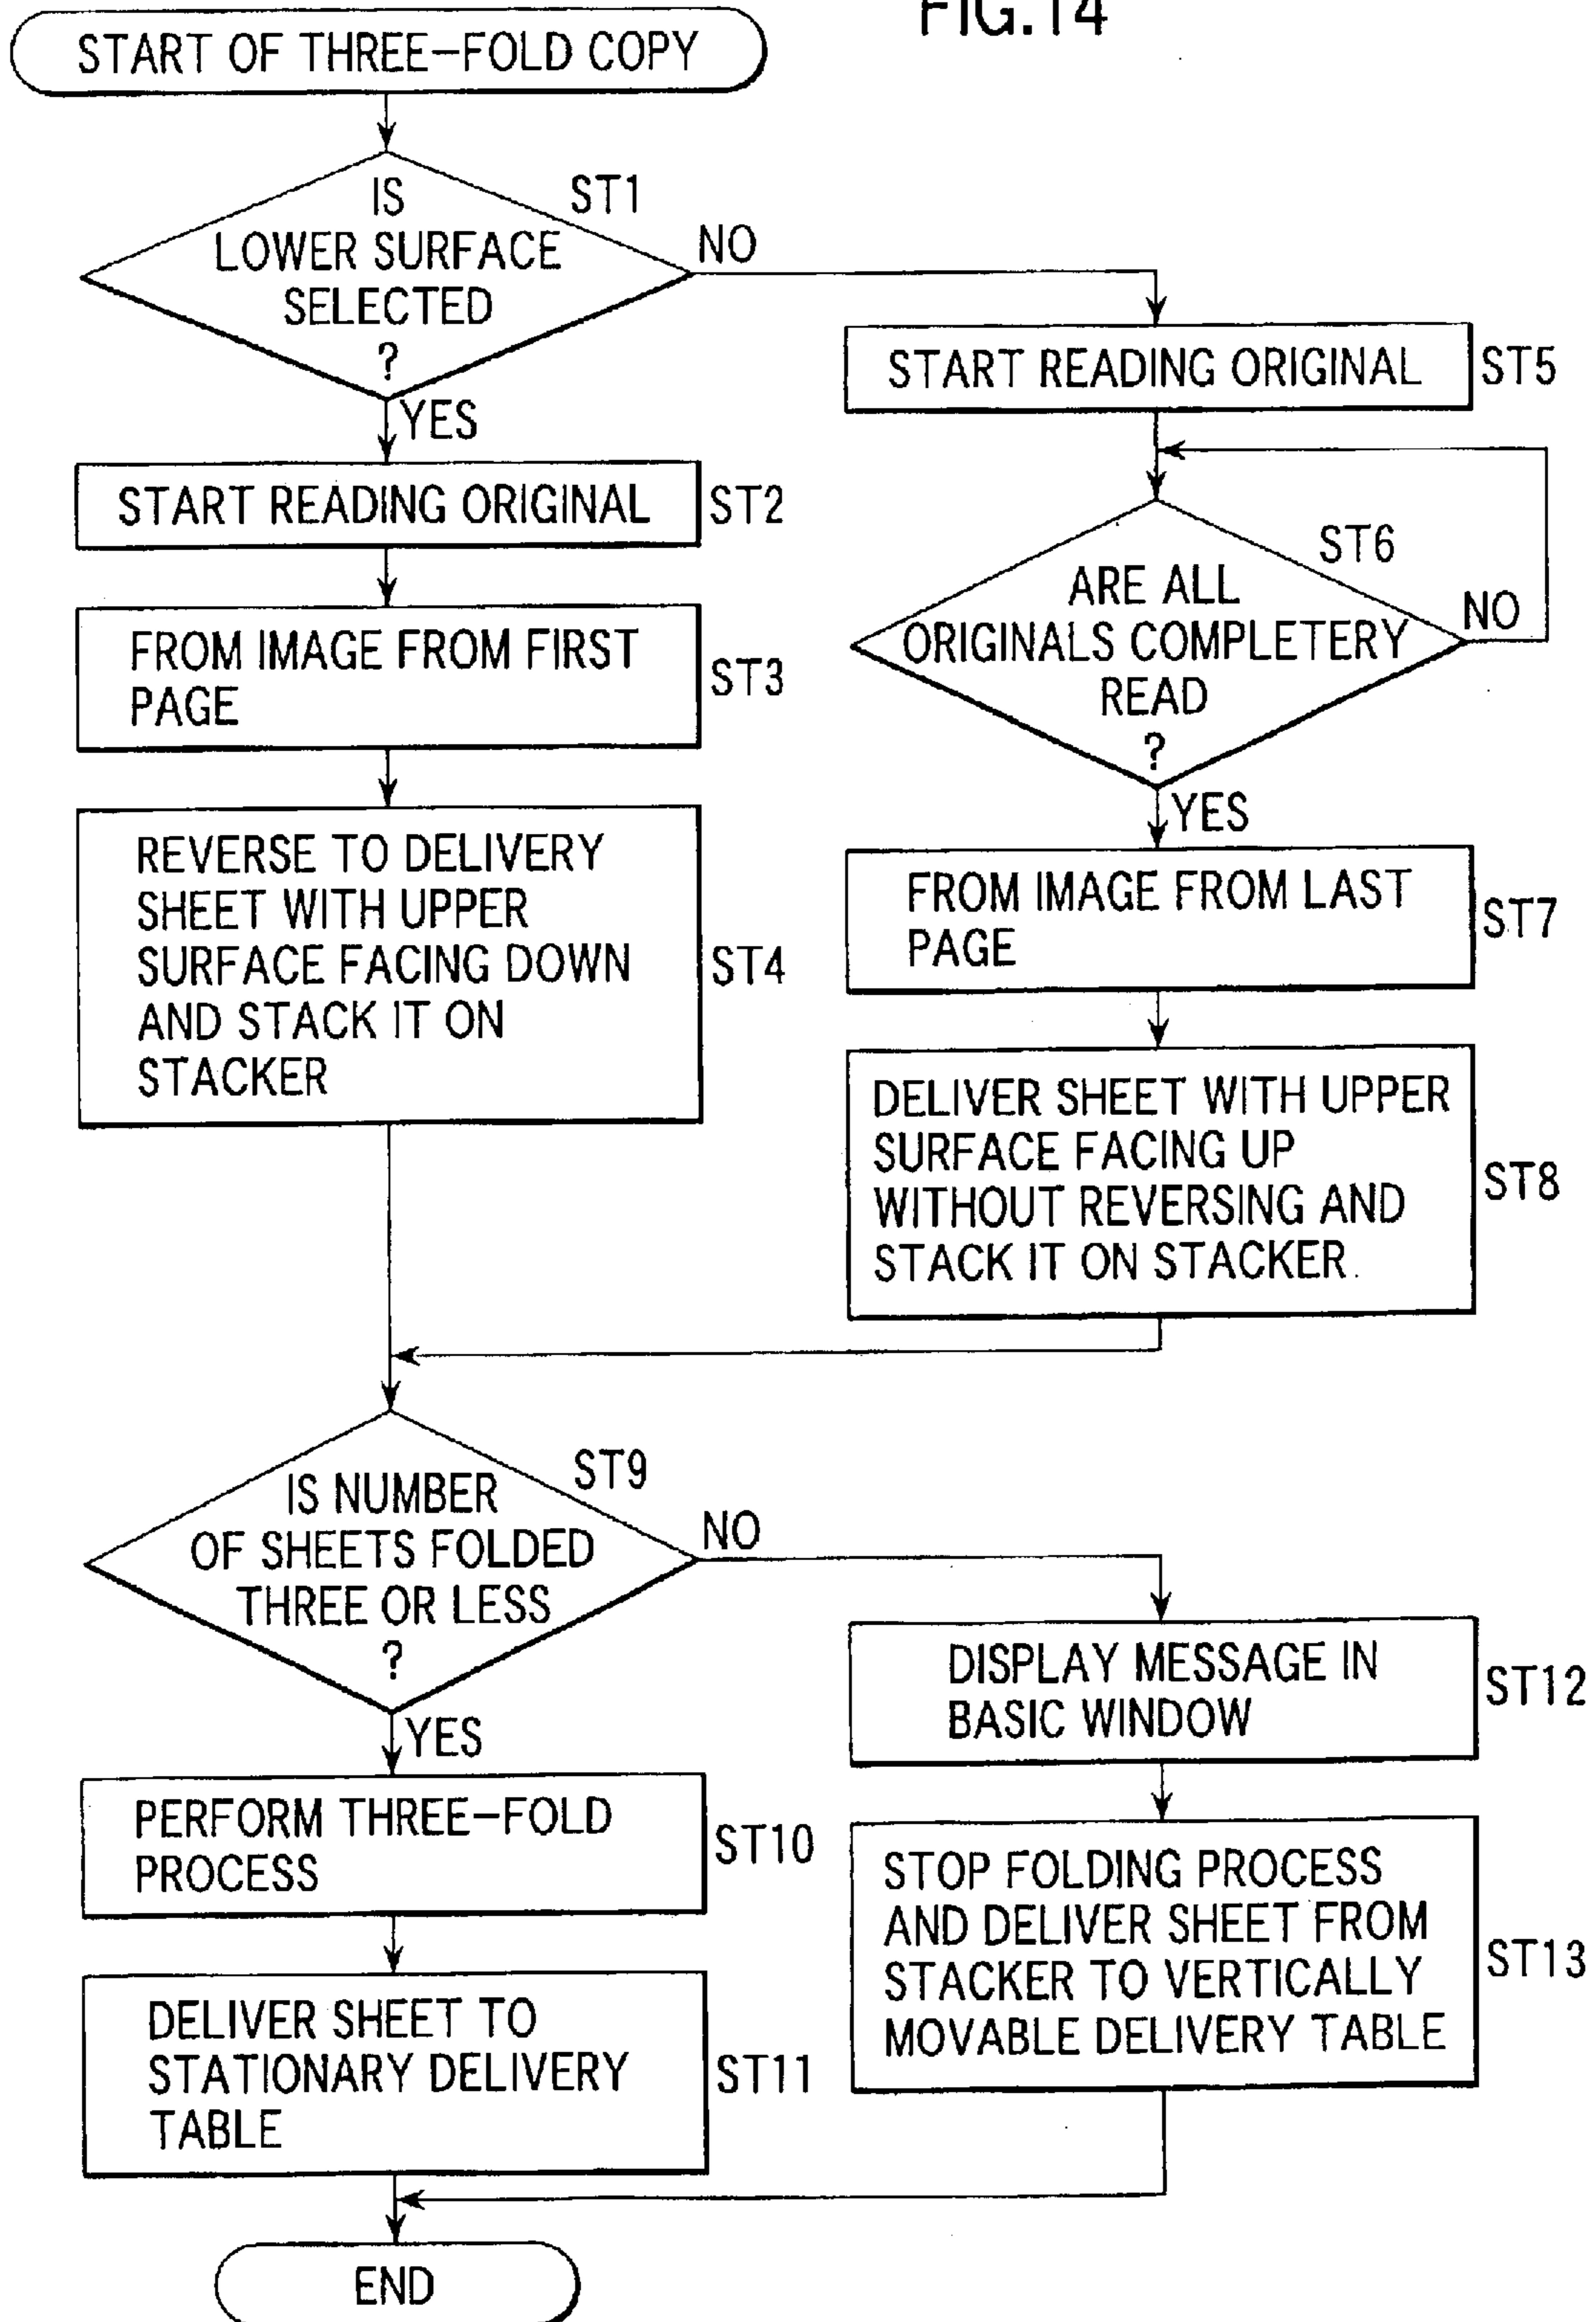 FIG.14
START OF THREE-FOLD COPY
IS
LOWER SURFACE
SELECTED
?
ST1
NO
YES
START READING ORIGINAL
ST2
FROM IMAGE FROM FIRST
PAGE
ST3
REVERSE TO DELIVERY
SHEET WITH UPPER
SURFACE FACING DOWN
AND STACK IT ON
STACKER
ST4
START READING ORIGINAL
ST5
ARE ALL
ORIGINALS COMPLETERY
READ
?
ST6
NO
YES
FROM IMAGE FROM LAST
PAGE
ST7
DELIVER SHEET WITH UPPER
SURFACE FACING UP
WITHOUT REVERSING AND
STACK IT ON STACKER
ST8
IS NUMBER
OF SHEETS FOLDED
THREE OR LESS
?
ST9
NO
YES
PERFORM THREE-FOLD
PROCESS
ST10
DELIVER SHEET TO
STATIONARY DELIVERY
TABLE
ST11
DISPLAY MESSAGE IN
BASIC WINDOW
ST12
STOP FOLDING PROCESS
AND DELIVER SHEET FROM
STACKER TO VERTICALLY
MOVABLE DELIVERY TABLE
ST13
END